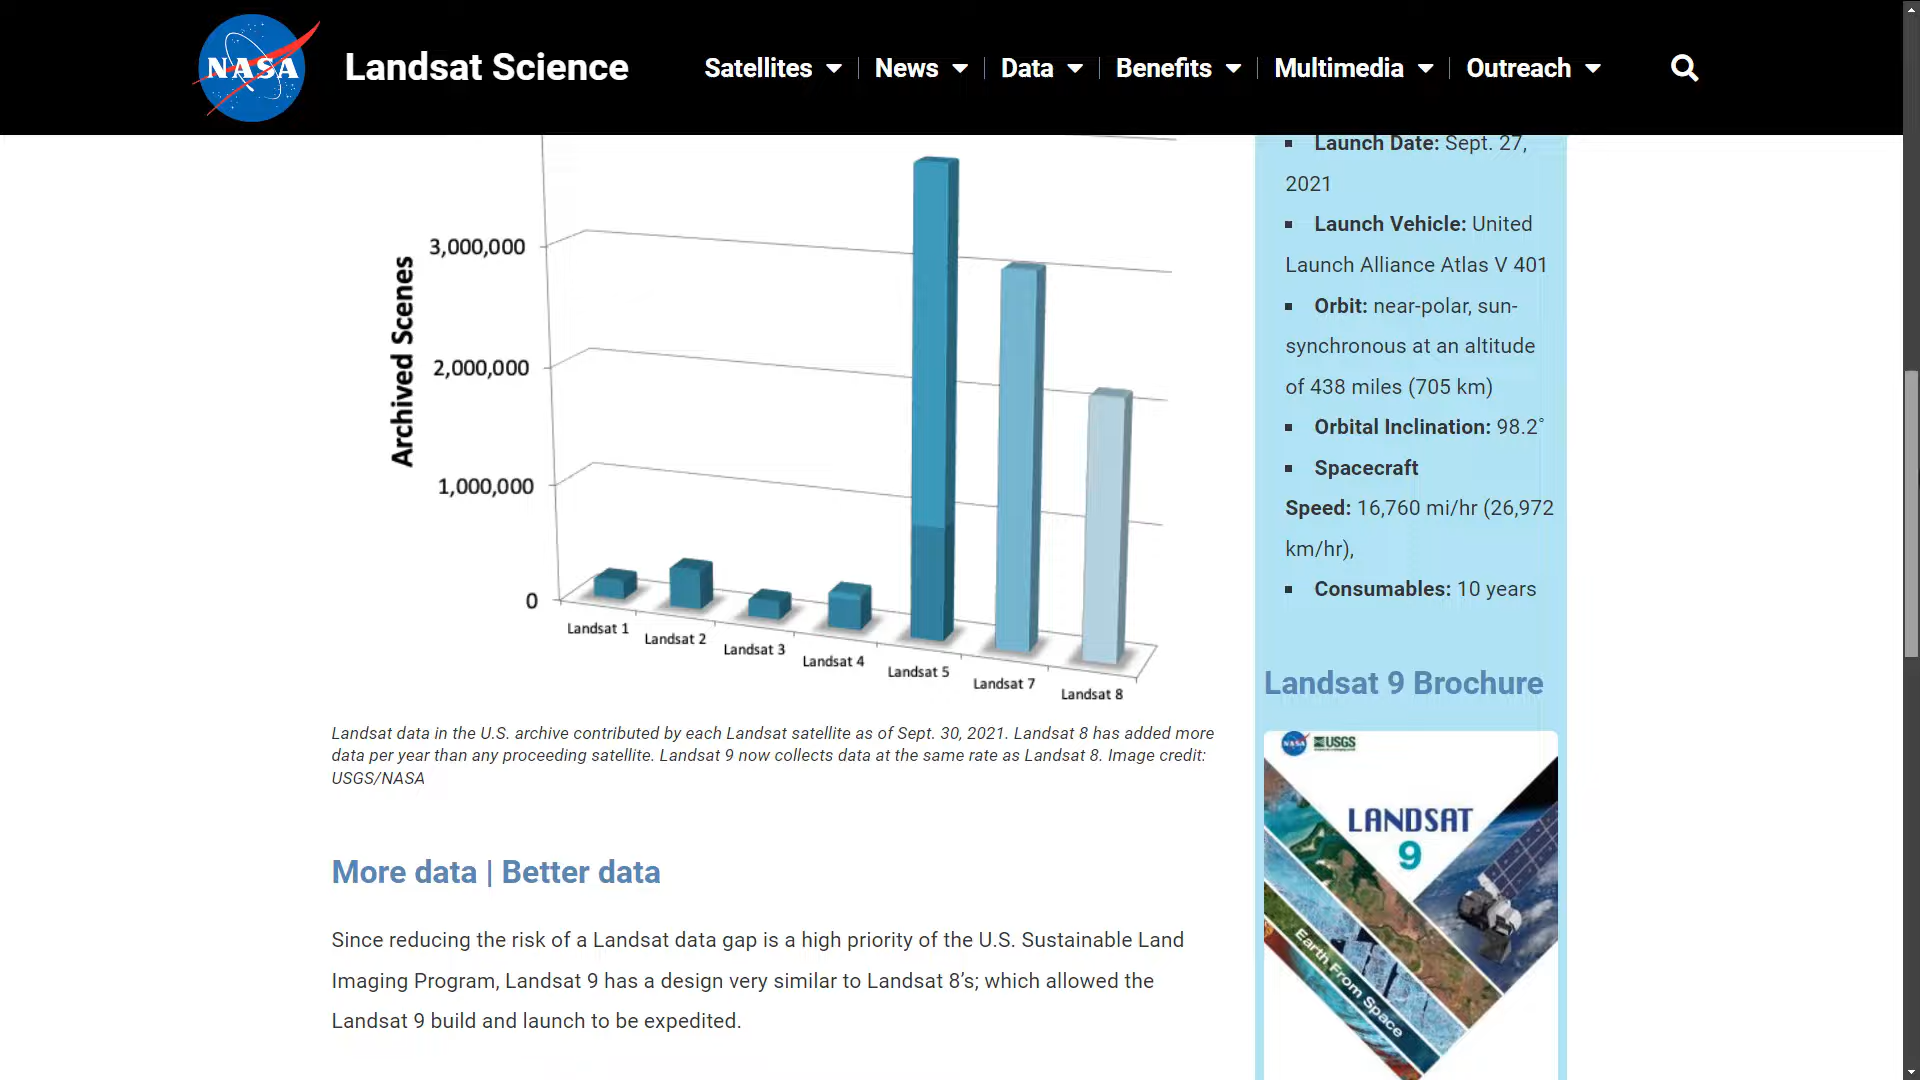 NASA
Landsat Science
Satellites
News
Data
Benefits
Multimedia
Outreach
Archived Scenes
3,000,000
2,000,000
1,000,000
0
Landsat 1
Landsat 2
Landsat 3
Landsat 4
Landsat 5
Landsat 7
Landsat 8
Landsat data in the U.S. archive contributed by each Landsat satellite as of Sept. 30, 2021. Landsat 8 has added more
data per year than any proceeding satellite. Landsat 9 now collects data at the same rate as Landsat 8. Image credit:
USGS/NASA
More data | Better data
Since reducing the risk of a Landsat data gap is a high priority of the U.S. Sustainable Land
Imaging Program, Landsat 9 has a design very similar to Landsat 8’s; which allowed the
Landsat 9 build and launch to be expedited.
Launch Date: Sept. 27,
2021
Launch Vehicle: United
Launch Alliance Atlas V 401
Orbit: near-polar, sun-
synchronous at an altitude
of 438 miles (705 km)
Orbital Inclination: 98.2˚
Spacecraft
Speed: 16,760 mi/hr (26,972
km/hr),
Consumables: 10 years
Landsat 9 Brochure
NASA
USGS
LANDSAT
9
Earth From Space